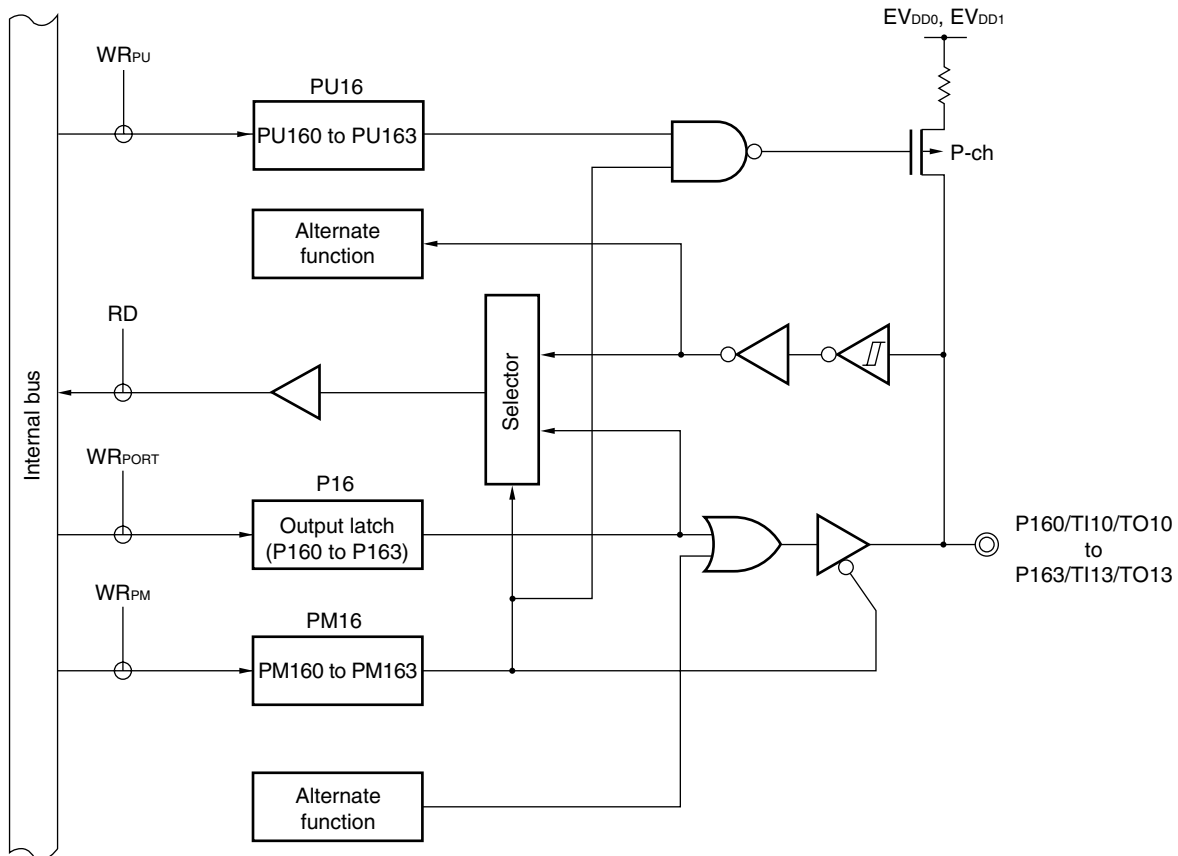 EVDD0, EVDD1
WRPU
PU16
PU160 to PU163
P-ch
Alternate
function
RD
Selector
Internal bus
WRPORT
P16
Output latch
(P160 to P163)
P160/TI10/TO10
to
P163/TI13/TO13
WRPM
PM16
PM160 to PM163
Alternate
function